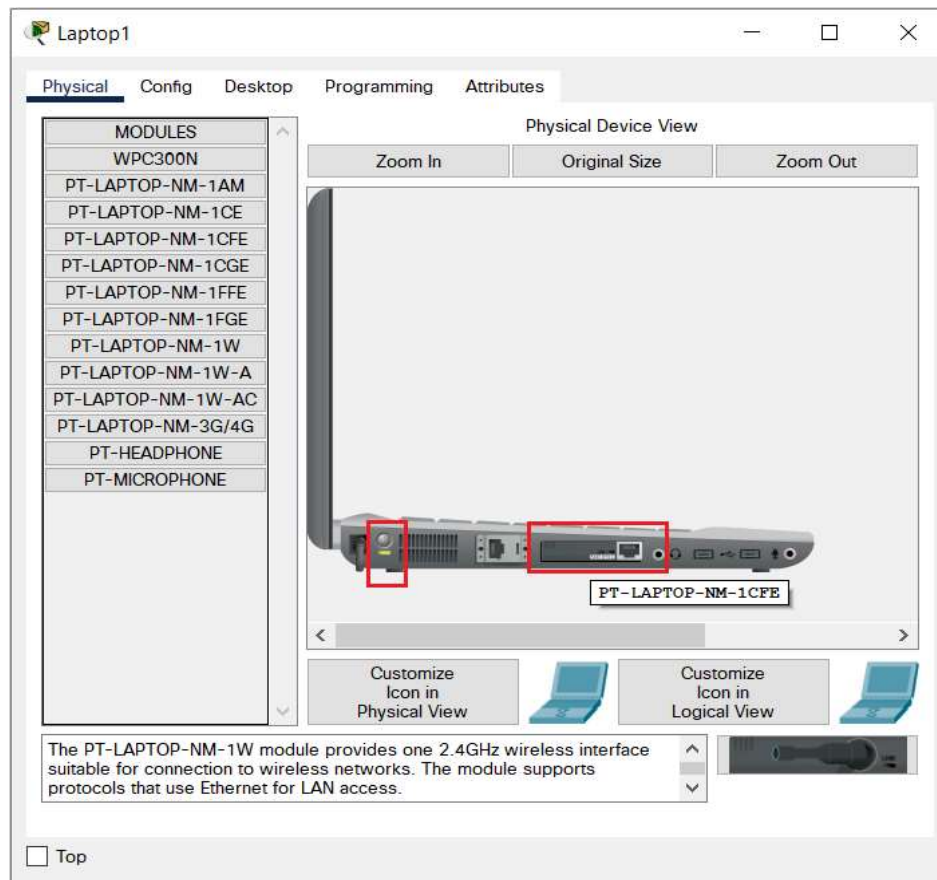 Laptop1
Physical
Config
Desktop
Programming
Attributes
MODULES
WPC300N
PT-LAPTOP-NM-1AM
PT-LAPTOP-NM-1CE
PT-LAPTOP-NM-1CFE
PT-LAPTOP-NM-1CGE
PT-LAPTOP-NM-1FFE
PT-LAPTOP-NM-1FGE
PT-LAPTOP-NM-1W
PT-LAPTOP-NM-1W-A
PT-LAPTOP-NM-1W-AC
PT-LAPTOP-NM-3G/4G
PT-HEADPHONE
PT-MICROPHONE
Physical Device View
Zoom In
Original Size
Zoom Out
PT-LAPTOP-NM-1CFE
Customize
Icon in
Physical View
Customize
Icon in
Logical View
The PT-LAPTOP-NM-1W module provides one 2.4GHz wireless interface
suitable for connection to wireless networks. The module supports
protocols that use Ethernet for LAN access.
Top